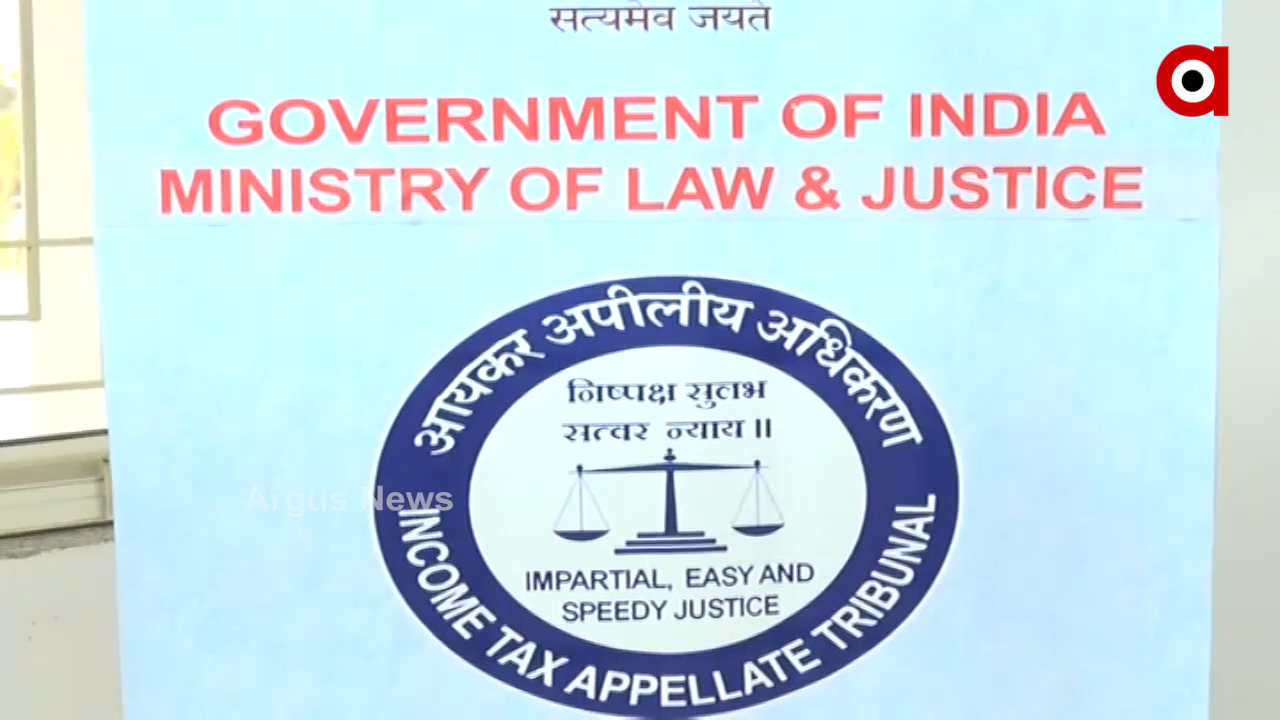 सत्यमेव जयते
GOVERNMENT OF INDIA
MINISTRY OF LAW & JUSTICE
आयकर अपीलीय अधिकरण
निष्पक्ष सुलभ
सत्वर न्याय ॥
IMPARTIAL, EASY AND
SPEEDY JUSTICE
INCOME TAX APPELLATE TRIBUNAL
Argus News